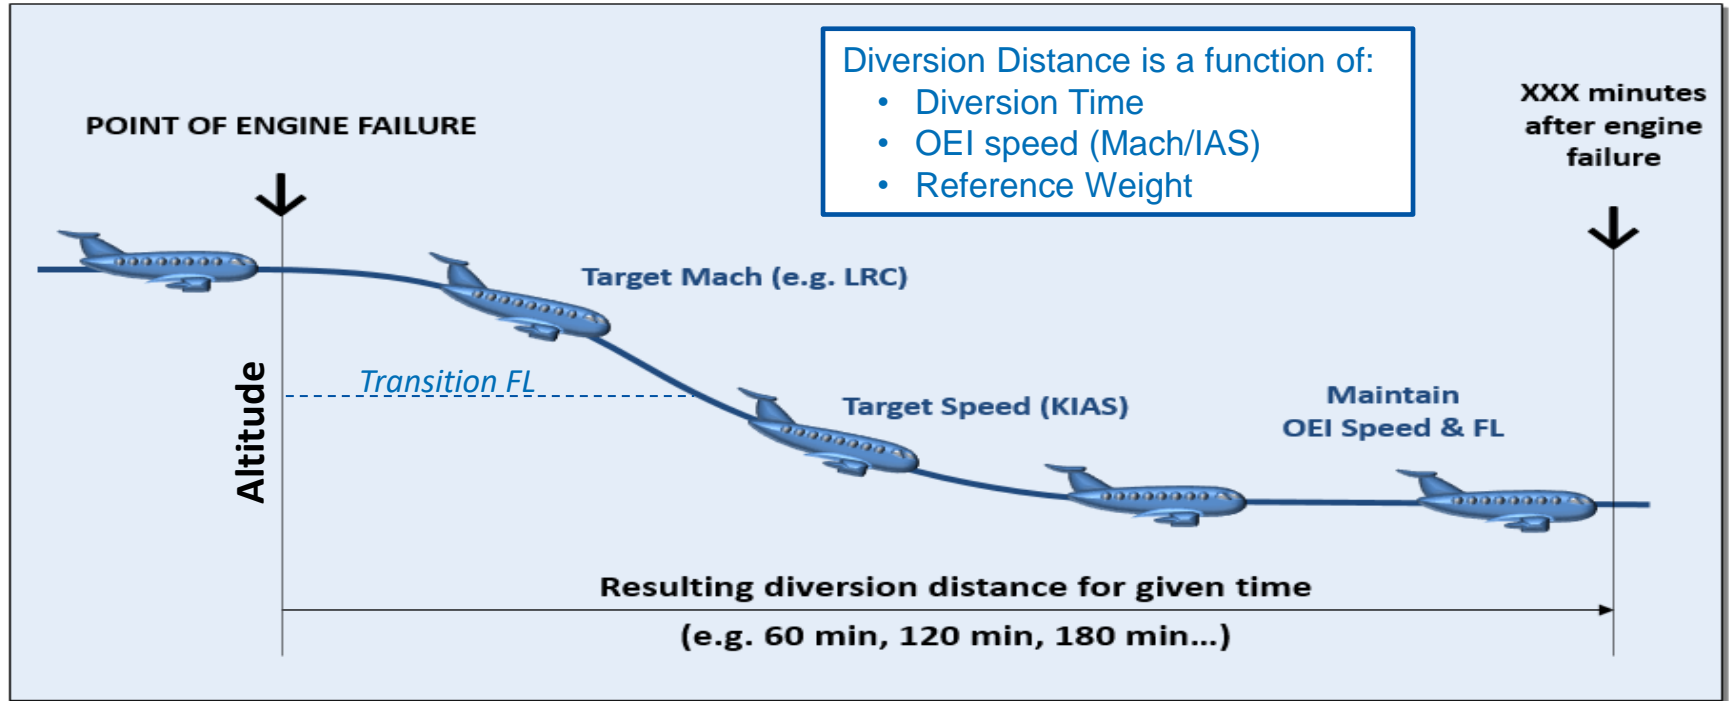 Diversion Distance is a function of:
• Diversion Time
• OEI speed (Mach/IAS)
• Reference Weight
XXX minutes
after engine
failure
POINT OF ENGINE FAILURE
Target Mach (e.g. LRC)
Altitude
Transition FL
Target Speed (KIAS)
Maintain
OEI Speed & FL
Resulting diversion distance for given time
(e.g. 60 min, 120 min, 180 min...)